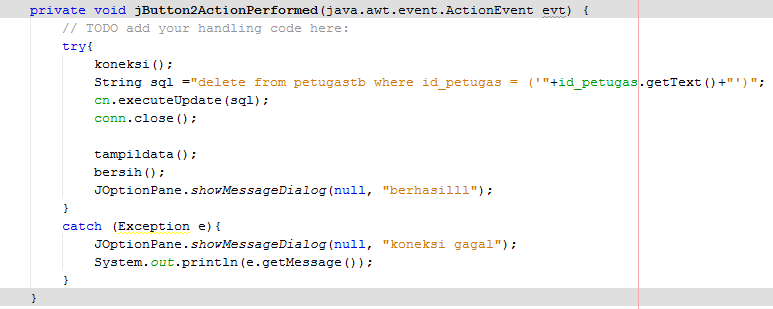 private void jButton2ActionPerformed(java.awt.event.ActionEvent evt) {
// TODO add your handling code here:
try{
koneksi();
String sql ="delete from petugastb where id_petugas = ('"+id_petugas.getText()+"')";
cn.executeUpdate(sql);
conn.close();
tampildata();
bersih();
JOptionPane.showMessageDialog(null, "berhasilll");
}
catch (Exception e){
JOptionPane.showMessageDialog(null, "koneksi gagal");
System.out.println(e.getMessage());
}
}